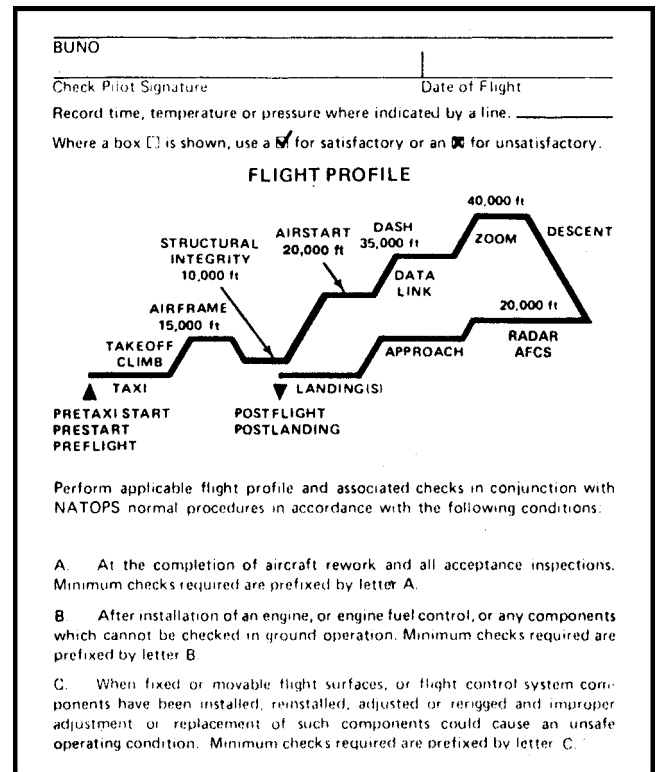 BUNO
Check Pilot Signature Date of Flight
Record time, temperature or pressure where indicated by a line.
Where a box [ ] is shown, use a ☑ for satisfactory or an ☒ for unsatisfactory.
FLIGHT PROFILE
40,000 ft
STRUCTURAL
INTEGRITY
10,000 ft
AIRSTART
20,000 ft
DASH
35,000 ft
ZOOM
DESCENT
DATA
LINK
AIRFRAME
15,000 ft
20,000 ft
TAKEOFF
CLIMB
APPROACH
RADAR
AFCS
TAXI
LANDING(S)
PRETAXI START
PRESTART
PREFLIGHT
POSTFLIGHT
POSTLANDING
Perform applicable flight profile and associated checks in conjunction with
NATOPS normal procedures in accordance with the following conditions:
A. At the completion of aircraft rework and all acceptance inspections.
Minimum checks required are prefixed by letter A.
B. After installation of an engine, or engine fuel control, or any components
which cannot be checked in ground operation. Minimum checks required are
prefixed by letter B.
C. When fixed or movable flight surfaces, or flight control system com-
ponents have been installed, reinstalled, adjusted or rerigged and improper
adjustment or replacement of such components could cause an unsafe
operating condition. Minimum checks required are prefixed by letter C.